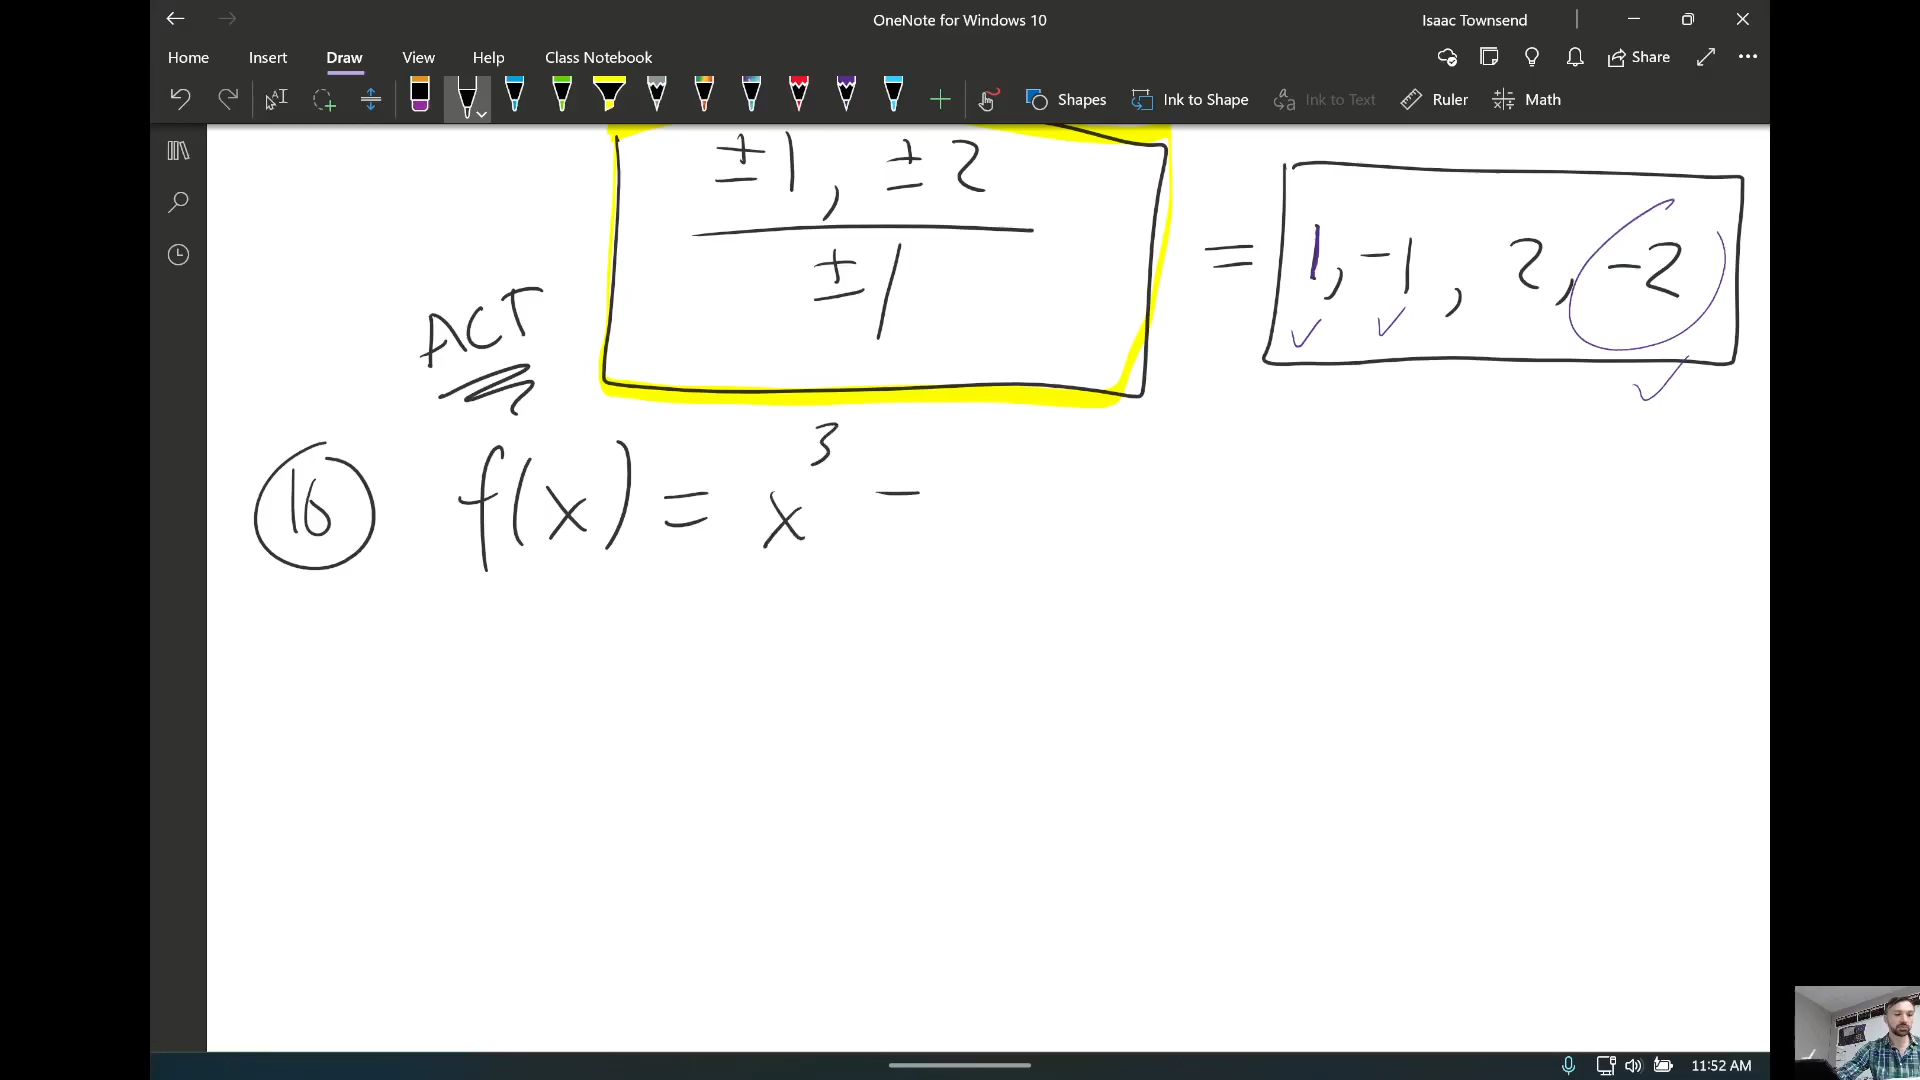 OneNote for Windows 10
Isaac Townsend
Home Insert Draw View Help Class Notebook
Share
Shapes Ink to Shape Ink to Text Ruler Math
±1, ±2
±1
= 1, -1, 2, -2
ACT
16 f(x) = x³ −
11:52 AM